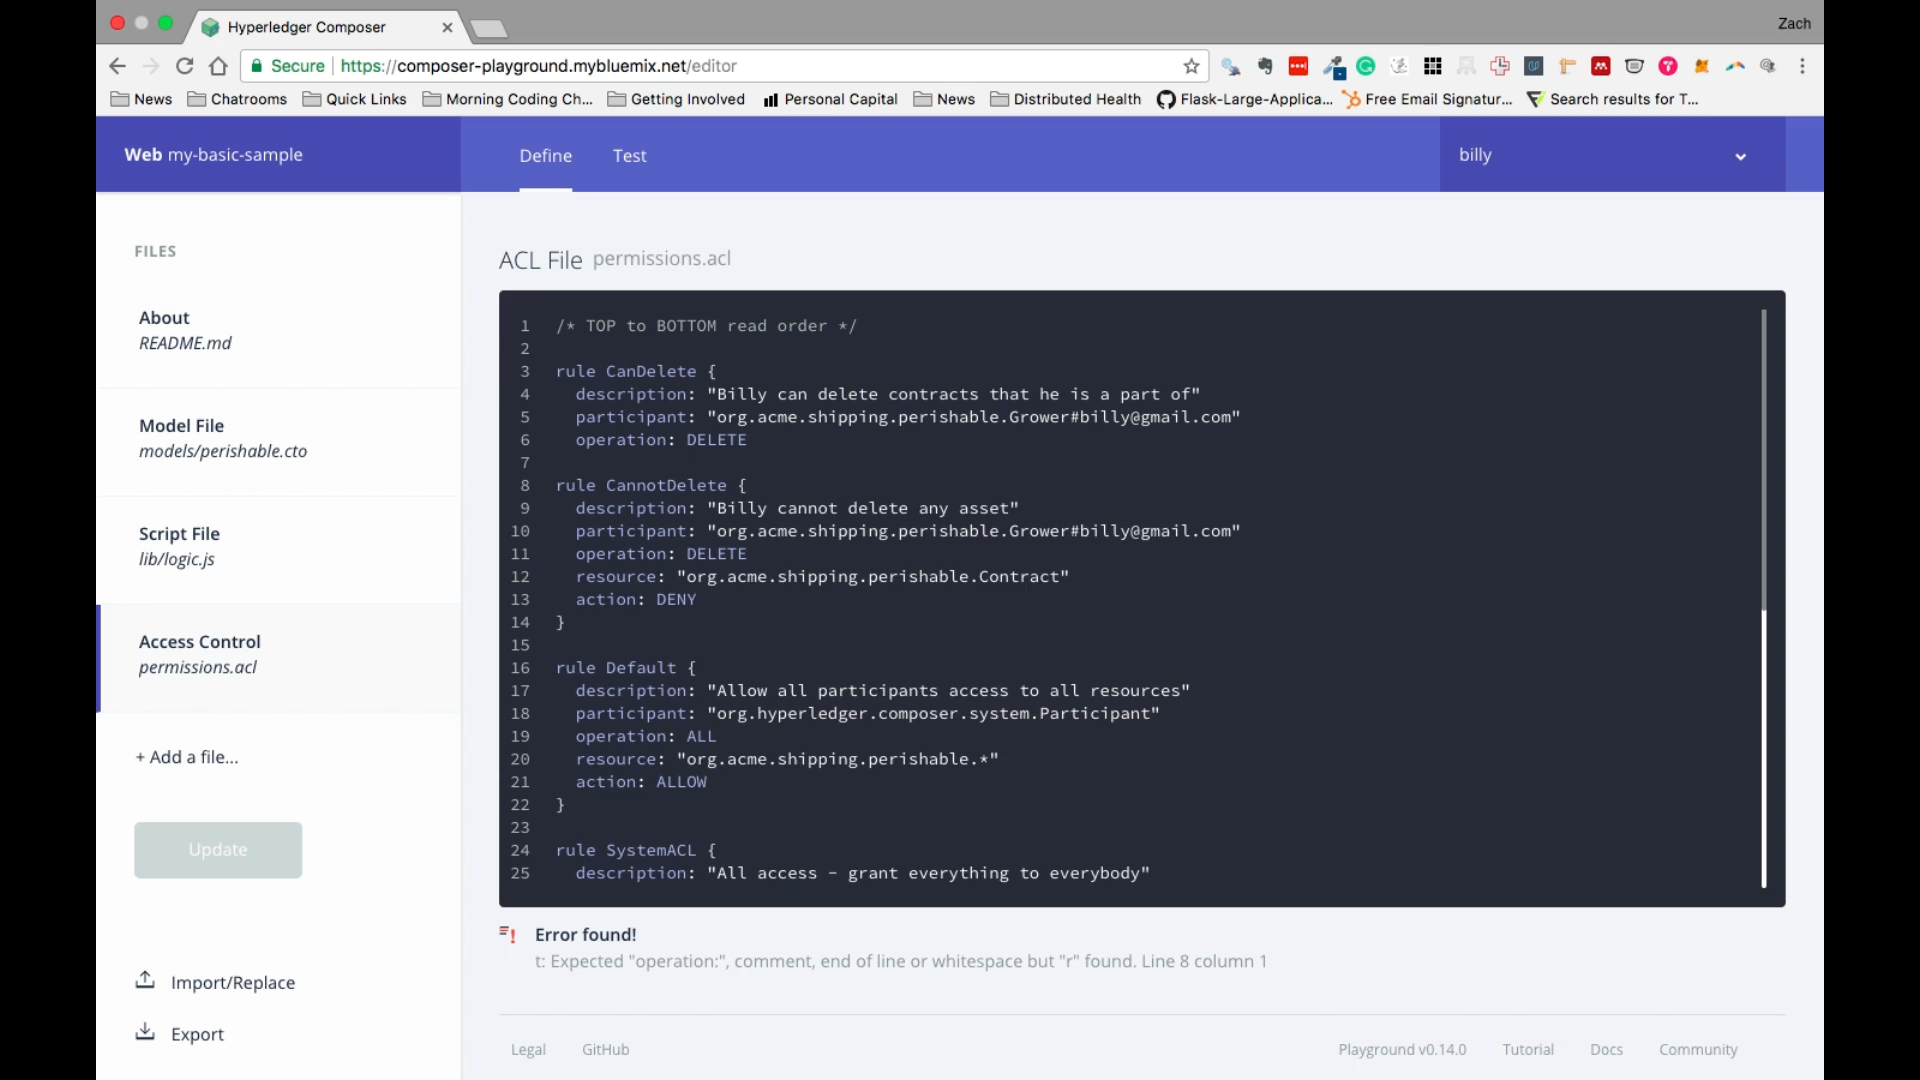 Hyperledger Composer
Zach
Secure https://composer-playground.mybluemix.net/editor
News Chatrooms Quick Links Morning Coding Ch... Getting Involved Personal Capital News Distributed Health Flask-Large-Applica... Free Email Signatur... Search results for T...
Web my-basic-sample
Define Test
billy
FILES
About
README.md
Model File
models/perishable.cto
Script File
lib/logic.js
Access Control
permissions.acl
+ Add a file...
Update
Import/Replace
Export
ACL File permissions.acl
1 /* TOP to BOTTOM read order */
2
3 rule CanDelete {
4 description: "Billy can delete contracts that he is a part of"
5 participant: "org.acme.shipping.perishable.Grower#billy@gmail.com"
6 operation: DELETE
7
8 rule CannotDelete {
9 description: "Billy cannot delete any asset"
10 participant: "org.acme.shipping.perishable.Grower#billy@gmail.com"
11 operation: DELETE
12 resource: "org.acme.shipping.perishable.Contract"
13 action: DENY
14 }
15
16 rule Default {
17 description: "Allow all participants access to all resources"
18 participant: "org.hyperledger.composer.system.Participant"
19 operation: ALL
20 resource: "org.acme.shipping.perishable.*"
21 action: ALLOW
22 }
23
24 rule SystemACL {
25 description: "All access - grant everything to everybody"
Error found!
t: Expected "operation:", comment, end of line or whitespace but "r" found. Line 8 column 1
Legal GitHub
Playground v0.14.0 Tutorial Docs Community